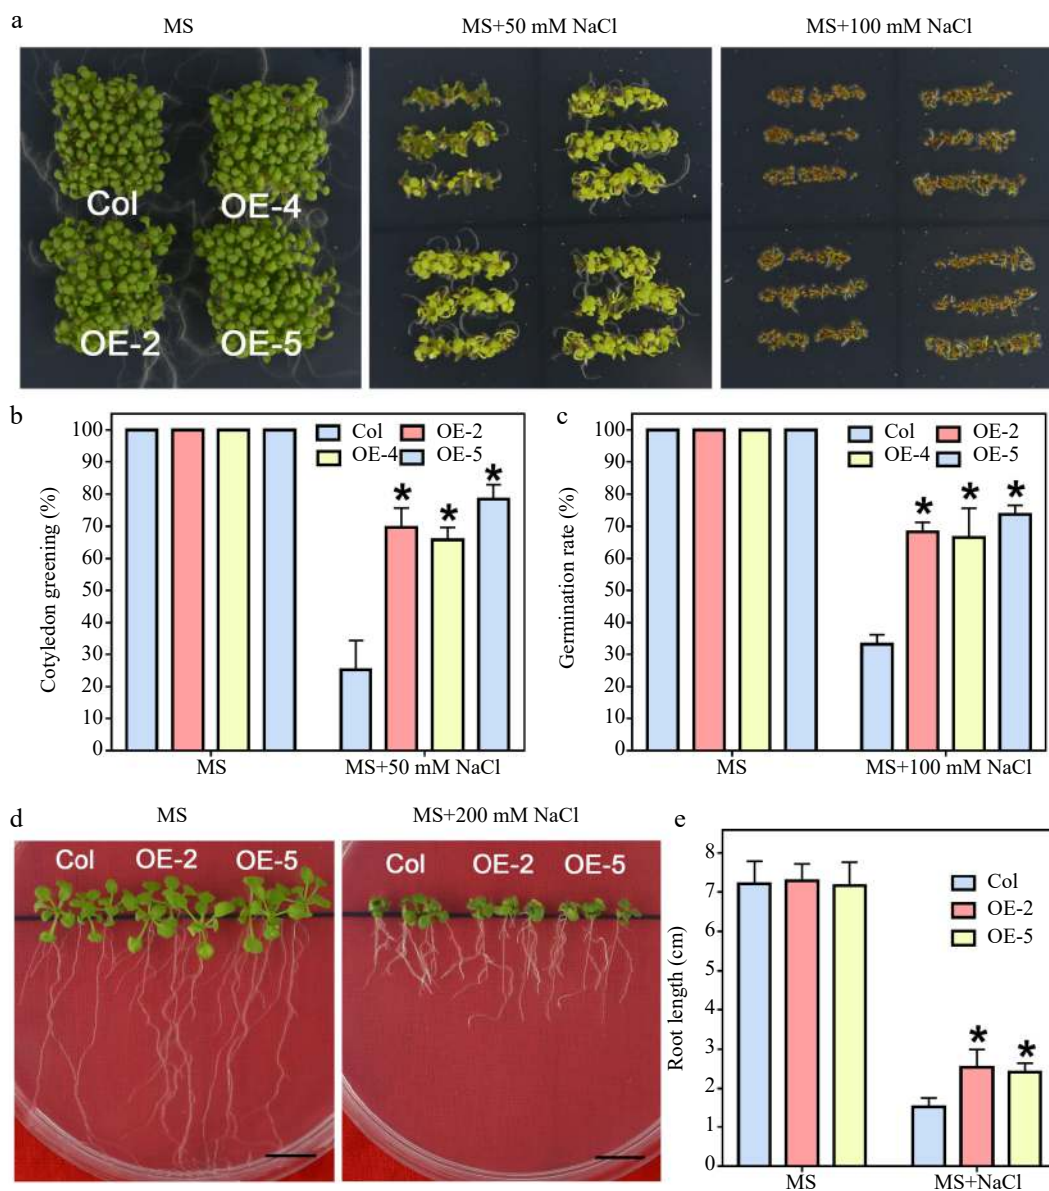 a
MS
MS+50 mM NaCl
MS+100 mM NaCl
Col
OE-4
OE-2
OE-5
b
Cotyledon greening (%)
100
90
80
70
60
50
40
30
20
10
0
Col
OE-2
OE-4
OE-5
*
*
*
MS
MS+50 mM NaCl
c
Germination rate (%)
100
90
80
70
60
50
40
30
20
10
0
Col
OE-2
OE-4
OE-5
*
*
*
MS
MS+100 mM NaCl
d
MS
MS+200 mM NaCl
Col
OE-2
OE-5
Col
OE-2
OE-5
e
Root length (cm)
8
7
6
5
4
3
2
1
0
Col
OE-2
OE-5
*
*
MS
MS+NaCl